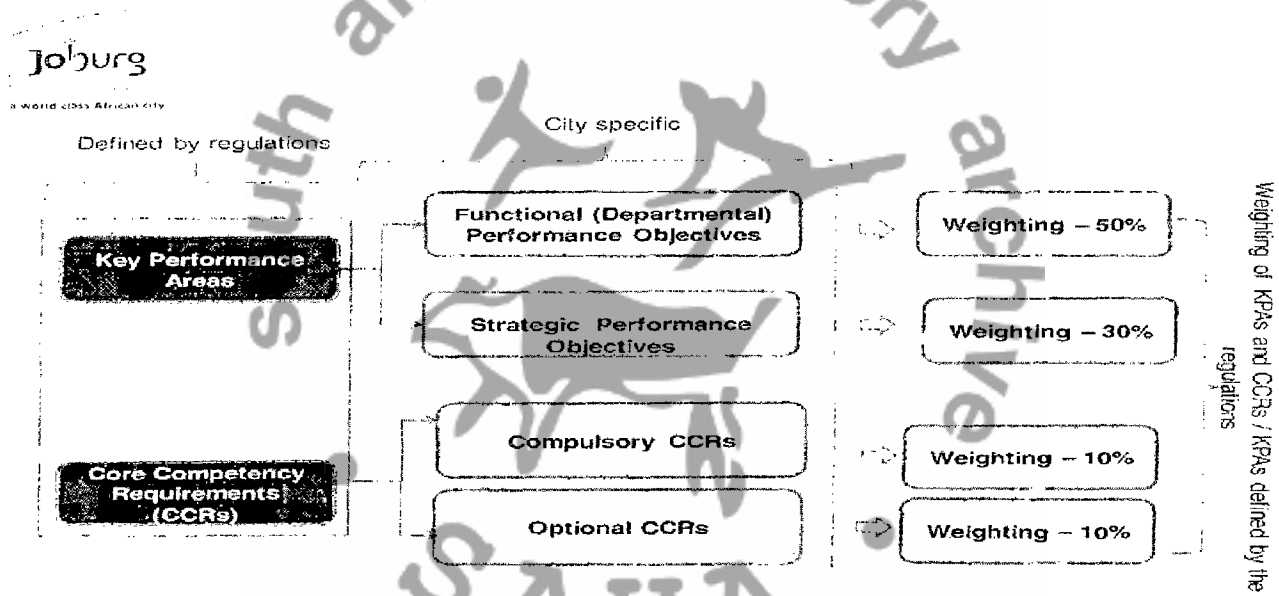 Joburg
a world class African city
Defined by regulations
City specific
Key Performance
Areas
Functional (Departmental)
Performance Objectives
Weighting – 50%
Strategic Performance
Objectives
Weighting – 30%
Core Competency
Requirements
(CCRs)
Compulsory CCRs
Weighting – 10%
Optional CCRs
Weighting – 10%
Weighting of KPAs and CCRs / KPAs defined by the
regulations
south
archive